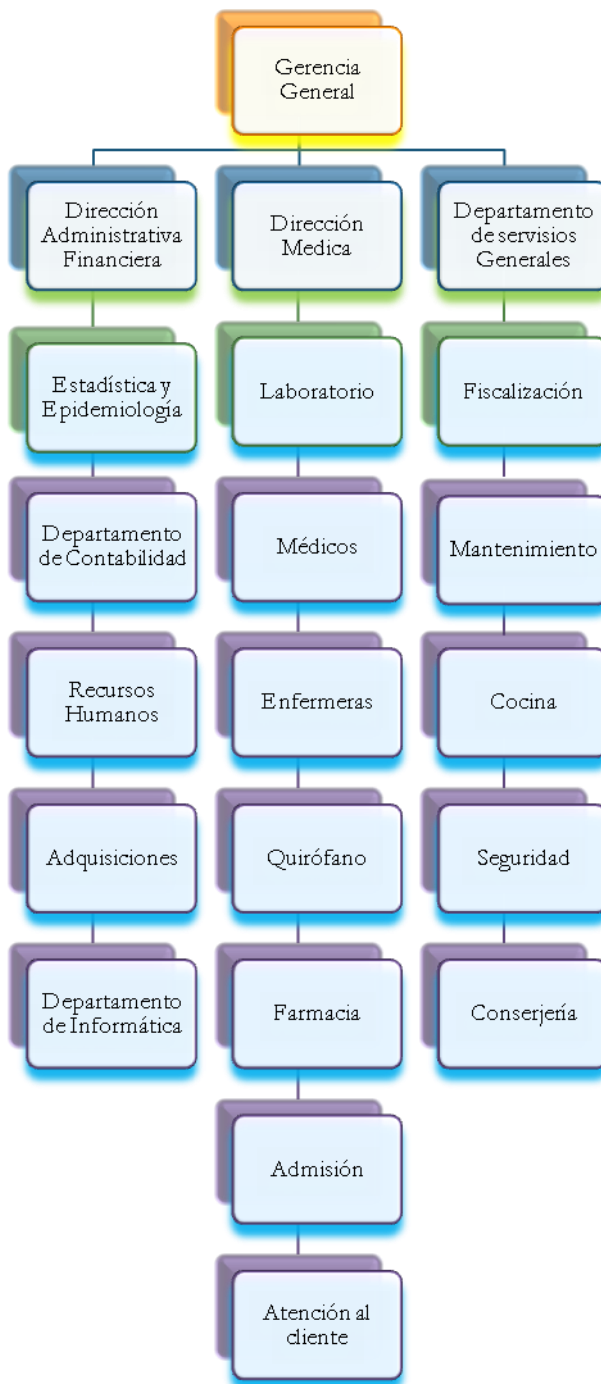 Gerencia
General
Dirección
Administrativa
Financiera
Dirección
Medica
Departamento
de servisios
Generales
Estadística y
Epidemiología
Laboratorio
Fiscalización
Departamento
de Contabilidad
Médicos
Mantenimiento
Recursos
Humanos
Enfermeras
Cocina
Adquisiciones
Quirófano
Seguridad
Departamento
de Informática
Farmacia
Conserjería
Admisión
Atención al
cliente